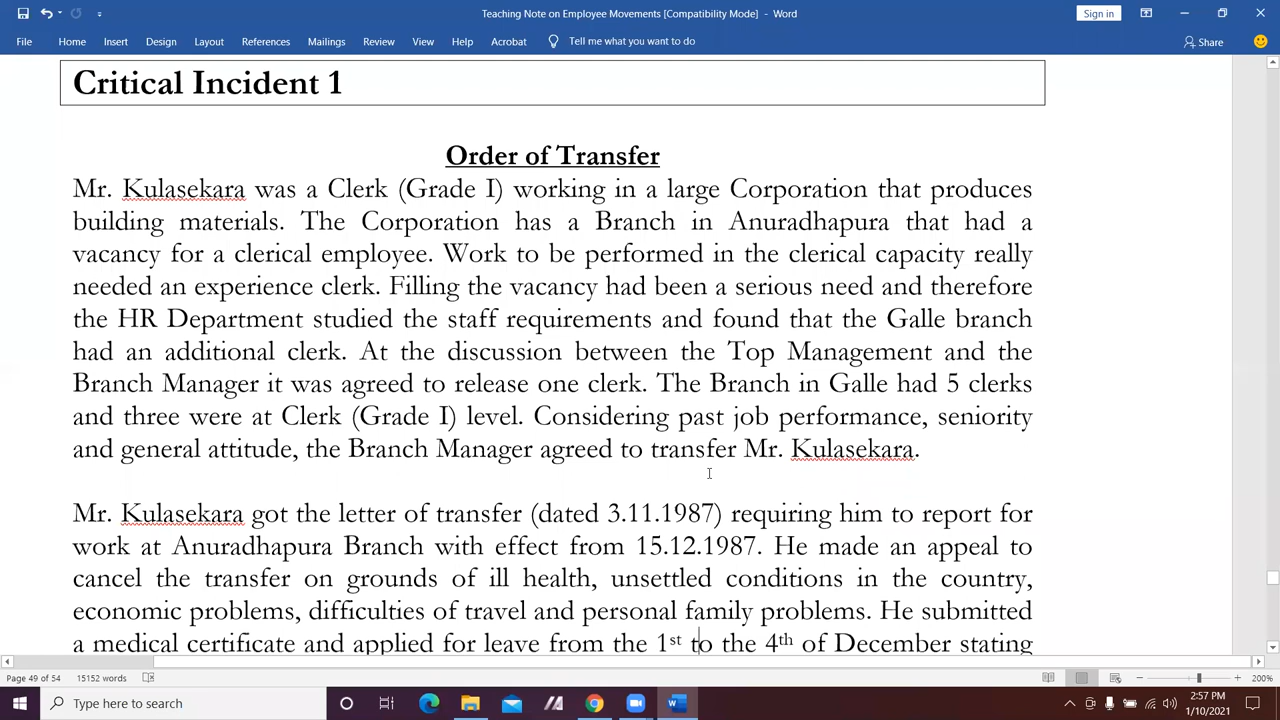 Teaching Note on Employee Movements [Compatibility Mode] - Word
Sign in
File Home Insert Design Layout References Mailings Review View Help Acrobat Tell me what you want to do Share
Critical Incident 1
Order of Transfer
Mr. Kulasekara was a Clerk (Grade I) working in a large Corporation that produces
building materials. The Corporation has a Branch in Anuradhapura that had a
vacancy for a clerical employee. Work to be performed in the clerical capacity really
needed an experience clerk. Filling the vacancy had been a serious need and therefore
the HR Department studied the staff requirements and found that the Galle branch
had an additional clerk. At the discussion between the Top Management and the
Branch Manager it was agreed to release one clerk. The Branch in Galle had 5 clerks
and three were at Clerk (Grade I) level. Considering past job performance, seniority
and general attitude, the Branch Manager agreed to transfer Mr. Kulasekara.
Mr. Kulasekara got the letter of transfer (dated 3.11.1987) requiring him to report for
work at Anuradhapura Branch with effect from 15.12.1987. He made an appeal to
cancel the transfer on grounds of ill health, unsettled conditions in the country,
economic problems, difficulties of travel and personal family problems. He submitted
a medical certificate and applied for leave from the 1st to the 4th of December stating
Page 49 of 54 15152 words 200%
Type here to search
2:57 PM
1/10/2021